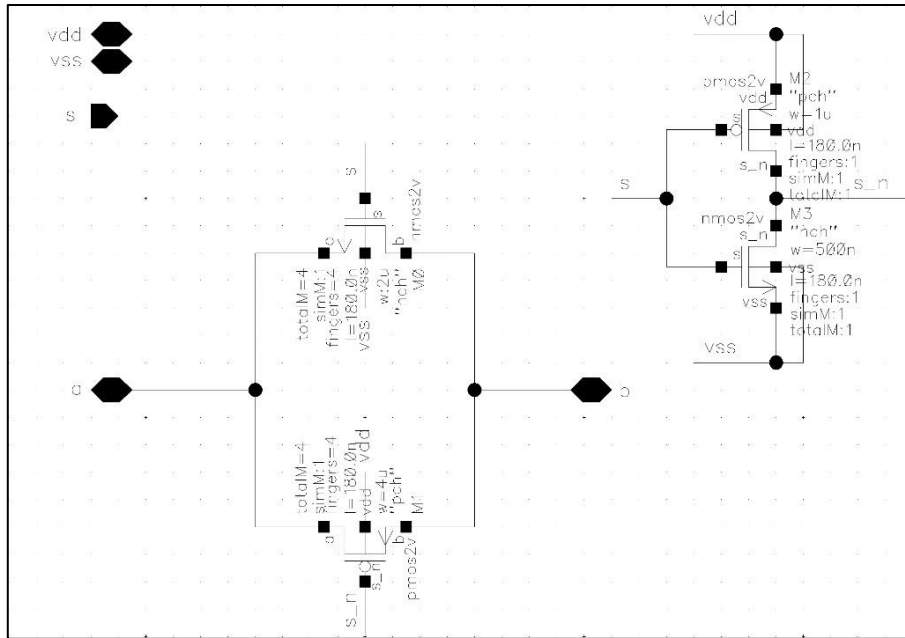 vdd
vss
s
vdd
pmos2v
M2
"pch"
vdd
w=1u
s
vdd
l=180.0n
fingers:1
s_n
simM:1
totalM:1
s
s_n
nmos2v
M3
s_n
"nch"
w=500n
s
vss
l=180.0n
fingers:1
vss
simM:1
totalM:1
vss
s
s
nmos2v
a
b
totalM=4
simM:1
fingers=2
l=180.0n
vss
vss
w:2u
"nch"
M0
a
b
totalM=4
simM:1
ingers=4
l=180.0n
vdd
vdd
w=4u
"pch"
M1
a
b
pmos2v
s_n
s_n